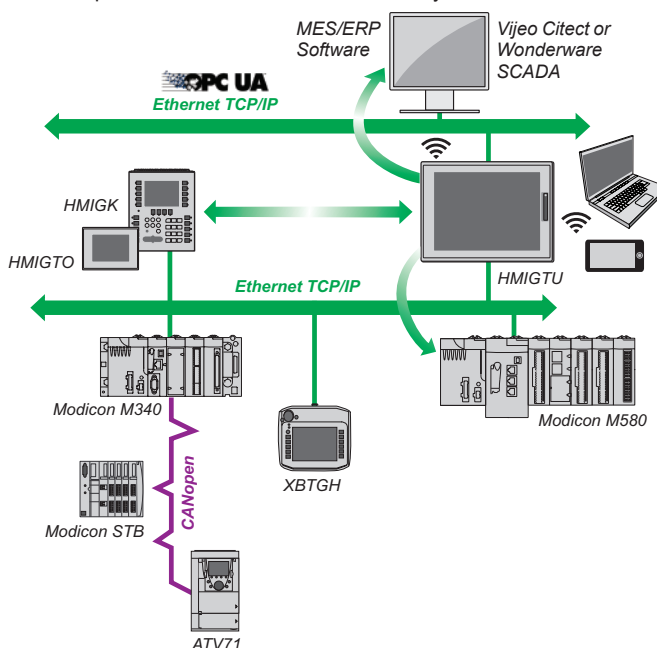 MES/ERP
Software
Vijeo Citect or
Wonderware
SCADA
OPC UA
Ethernet TCP/IP
HMIGK
HMIGTO
HMIGTU
Ethernet TCP/IP
Modicon M340
Modicon M580
XBTGH
CANopen
Modicon STB
ATV71